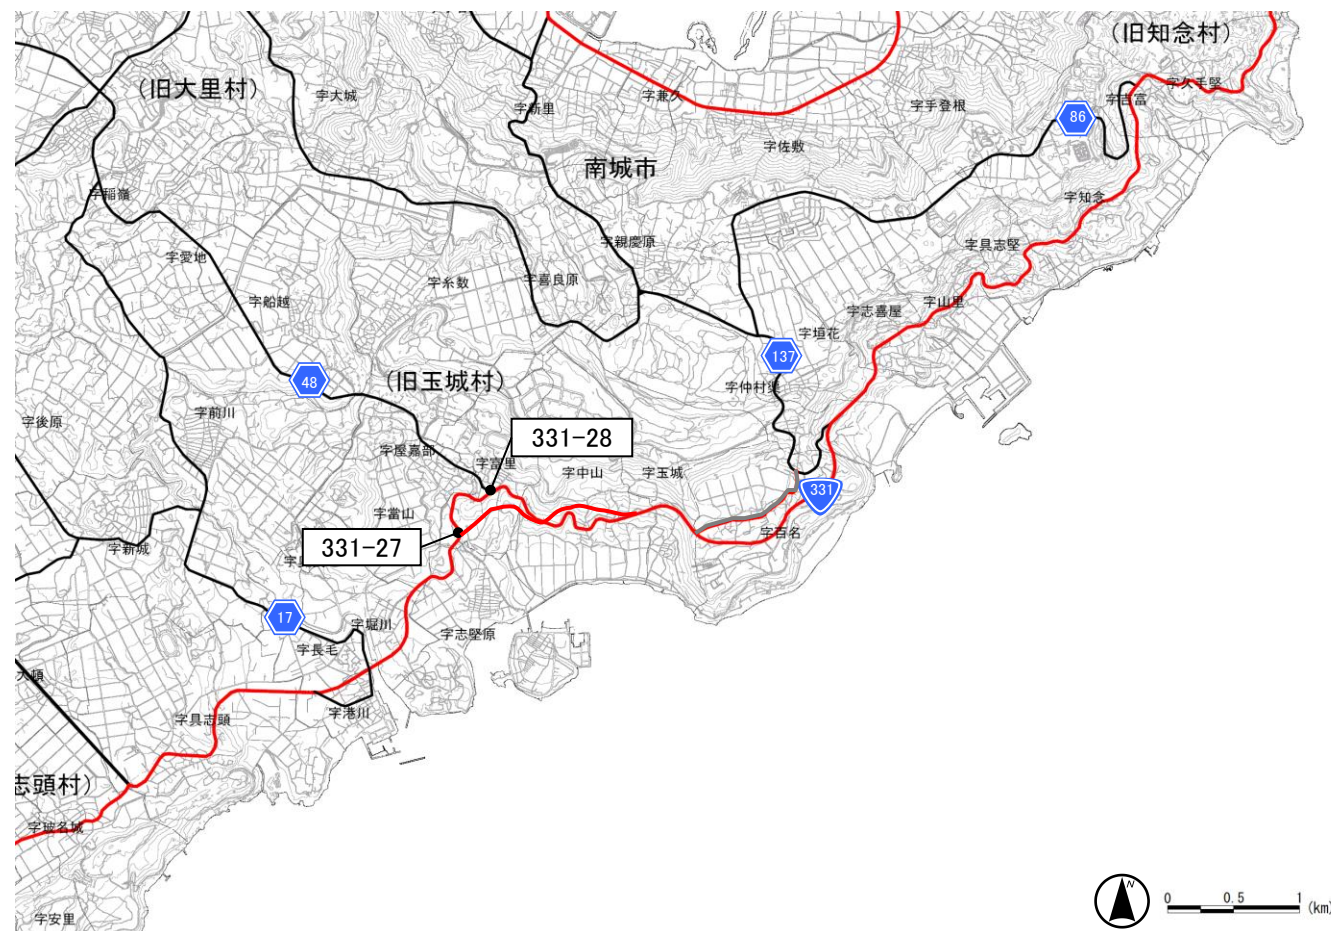 (旧知念村)
字久手堅
字吉富
(旧大里村)
字大城
字新里
字兼久
字手登根
86
字佐敷
南城市
字稲嶺
字知念
字親慶原
字具志堅
字愛地
字糸数
字喜良原
字船越
字山里
字志喜屋
字垣花
137
48
(旧玉城村)
字仲村渠
字前川
字後原
331-28
字屋嘉部
字富里
字中山
字玉城
331
字當山
字百名
331-27
字新城
17
字堀川
字志堅原
字長毛
字具志頭
字港川
志頭村)
字玻名城
字安里
N
0 0.5 1 (km)